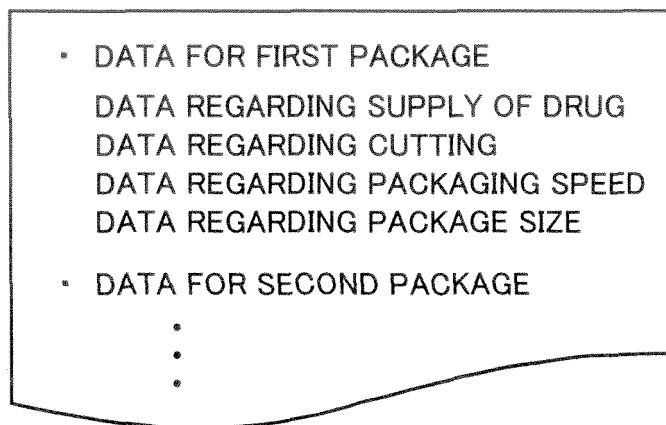 · DATA FOR FIRST PACKAGE
DATA REGARDING SUPPLY OF DRUG
DATA REGARDING CUTTING
DATA REGARDING PACKAGING SPEED
DATA REGARDING PACKAGE SIZE
· DATA FOR SECOND PACKAGE